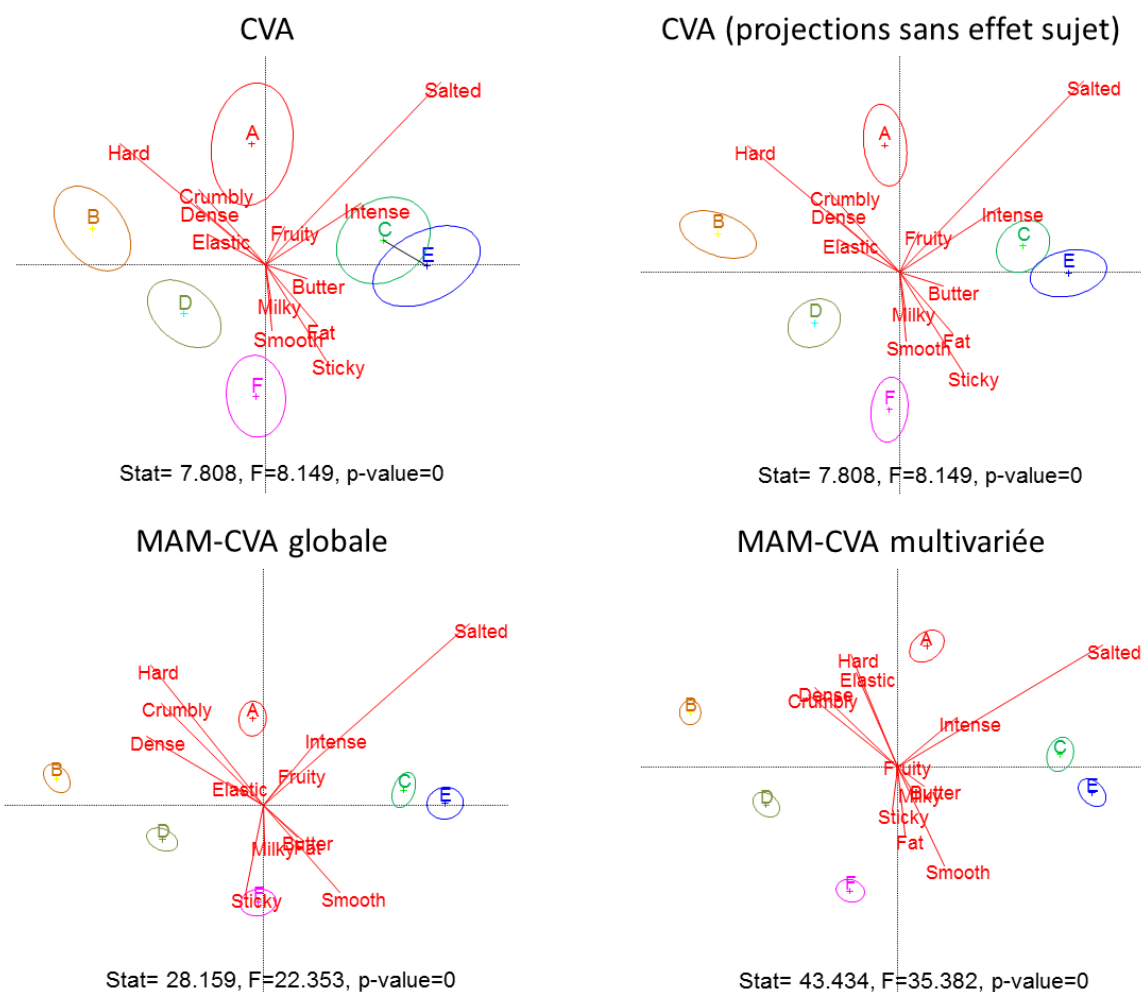 CVA
CVA (projections sans effet sujet)
Salted
A
Hard
Crumbly
Dense
B
Elastic
Fruity
Intense
C
E
Butter
Milky
D
Fat
Smooth
Sticky
F
Stat= 7.808, F=8.149, p-value=0
Salted
A
Hard
Crumbly
Dense
B
Elastic
Fruity
Intense
C
E
Butter
Milky
D
Fat
Smooth
Sticky
F
Stat= 7.808, F=8.149, p-value=0
MAM-CVA globale
MAM-CVA multivariée
Salted
Hard
Crumbly
A
Dense
Intense
B
Elastic
Fruity
C
E
D
Butter
Milky
Fat
F
Sticky
Smooth
Stat= 28.159, F=22.353, p-value=0
A
Salted
Hard
Elastic
Dense
Crumbly
B
Intense
C
Fruity
E
Butter
Milky
D
Sticky
Fat
Smooth
F
Stat= 43.434, F=35.382, p-value=0